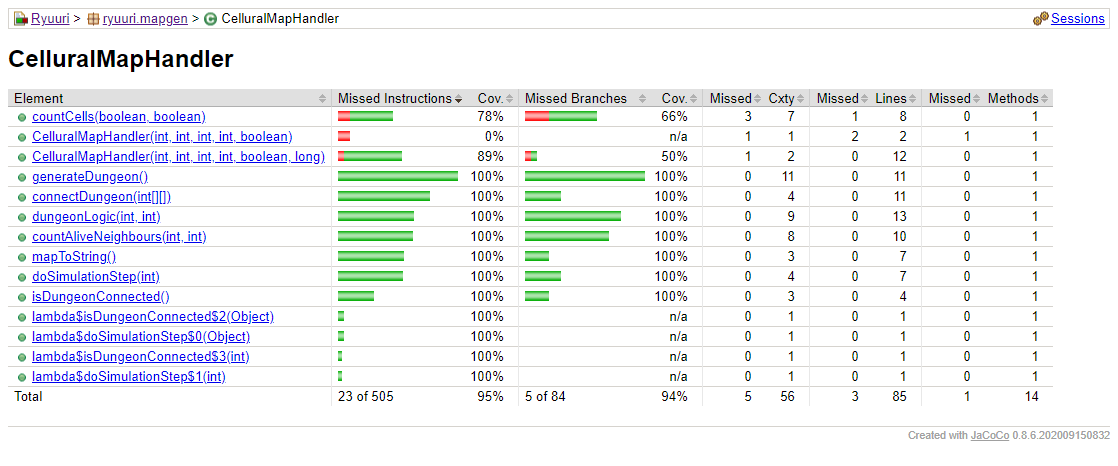 Ryuuri > ryuuri.mapgen > CelluralMapHandler Sessions
CelluralMapHandler
Element Missed Instructions Cov. Missed Branches Cov. Missed Cxty Missed Lines Missed Methods
countCells(boolean, boolean) 78% 66% 3 7 1 8 0 1
CelluralMapHandler(int, int, int, int, boolean) 0% n/a 1 1 2 2 1 1
CelluralMapHandler(int, int, int, int, boolean, long) 89% 50% 1 2 0 12 0 1
generateDungeon() 100% 100% 0 11 0 11 0 1
connectDungeon(int[][]) 100% 100% 0 4 0 11 0 1
dungeonLogic(int, int) 100% 100% 0 9 0 13 0 1
countAliveNeighbours(int, int) 100% 100% 0 8 0 10 0 1
mapToString() 100% 100% 0 3 0 7 0 1
doSimulationStep(int) 100% 100% 0 4 0 7 0 1
isDungeonConnected() 100% 100% 0 3 0 4 0 1
lambda$isDungeonConnected$2(Object) 100% n/a 0 1 0 1 0 1
lambda$doSimulationStep$0(Object) 100% n/a 0 1 0 1 0 1
lambda$isDungeonConnected$3(int) 100% n/a 0 1 0 1 0 1
lambda$doSimulationStep$1(int) 100% n/a 0 1 0 1 0 1
Total 23 of 505 95% 5 of 84 94% 5 56 3 85 1 14
Created with JaCoCo 0.8.6.202009150832